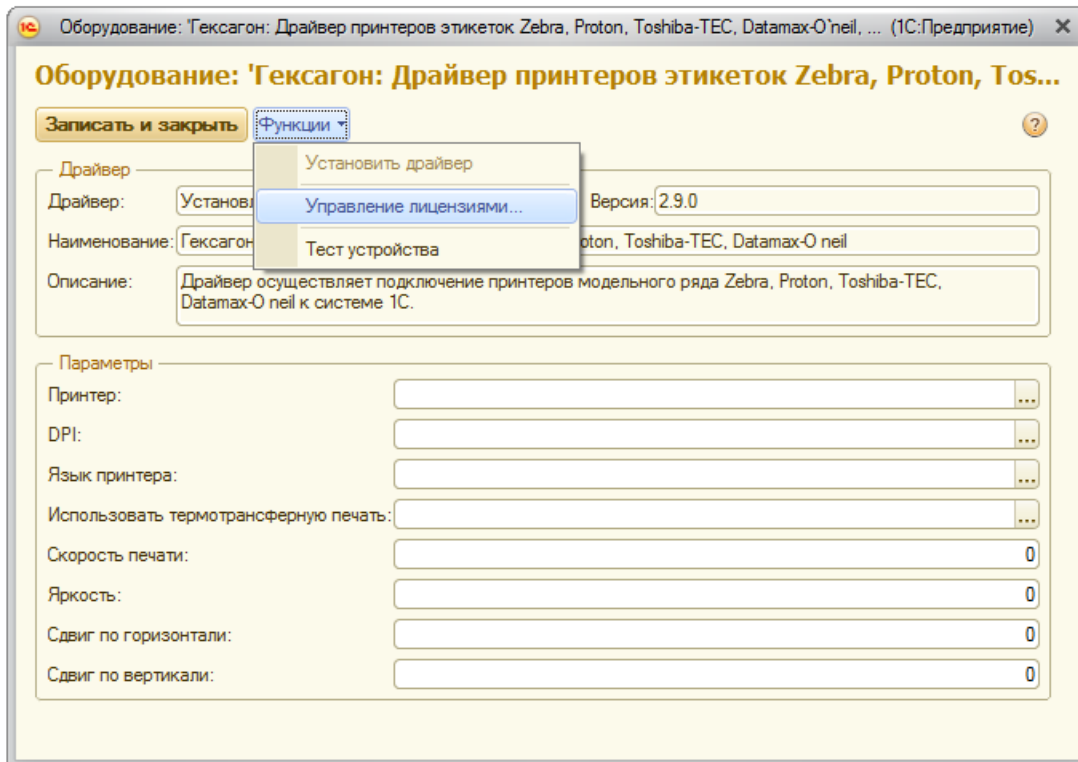 1С Оборудование: 'Гексагон: Драйвер принтеров этикеток Zebra, Proton, Toshiba-TEC, Datamax-O`neil, ... (1С:Предприятие)
Оборудование: 'Гексагон: Драйвер принтеров этикеток Zebra, Proton, Tos...
Записать и закрыть Функции ?
Установить драйвер
Управление лицензиями...
Тест устройства
Драйвер
Драйвер: Версия: 2.9.0
Наименование: Гексагон Toshiba-TEC, Datamax-O neil
Описание: Драйвер осуществляет подключение принтеров модельного ряда Zebra, Proton, Toshiba-TEC,
Datamax-O neil к системе 1С.
Параметры
Принтер: ...
DPI: ...
Язык принтера: ...
Использовать термотрансферную печать: ...
Скорость печати: 0
Яркость: 0
Сдвиг по горизонтали: 0
Сдвиг по вертикали: 0